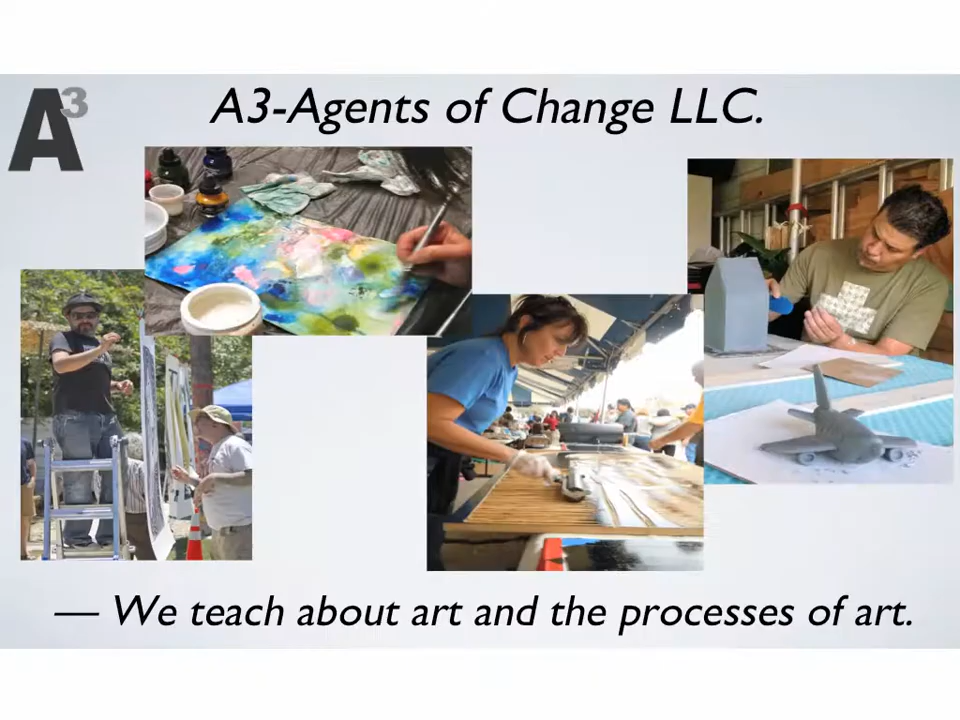 A3
A3-Agents of Change LLC.
— We teach about art and the processes of art.